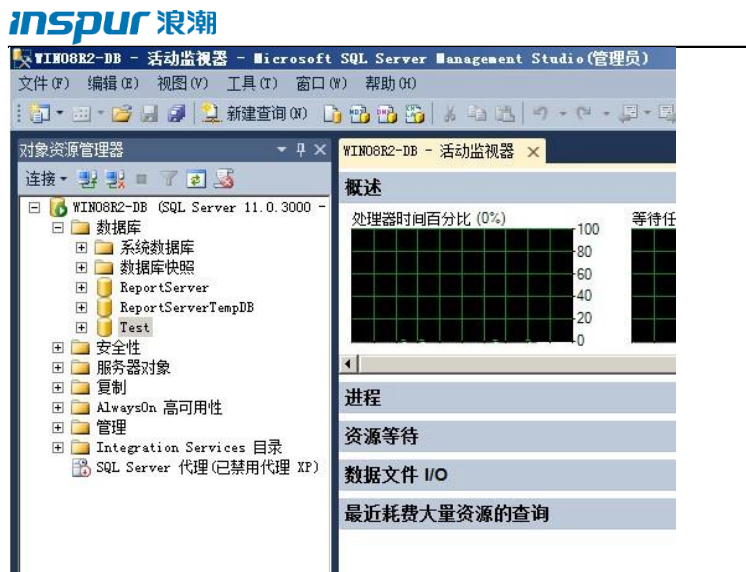 inspur 浪潮
WIN08R2-DB - 活动监视器 - Microsoft SQL Server Management Studio(管理员)
文件(F) 编辑(E) 视图(V) 工具(T) 窗口(W) 帮助(H)
新建查询(N)
对象资源管理器
WIN08R2-DB - 活动监视器
连接
概述
WIN08R2-DB (SQL Server 11.0.3000 -
数据库
系统数据库
数据库快照
ReportServer
ReportServerTempDB
Test
安全性
服务器对象
复制
AlwaysOn 高可用性
管理
Integration Services 目录
SQL Server 代理(已禁用代理 XP)
处理器时间百分比 (0%)
等待任
100
80
60
40
20
0
进程
资源等待
数据文件 I/O
最近耗费大量资源的查询